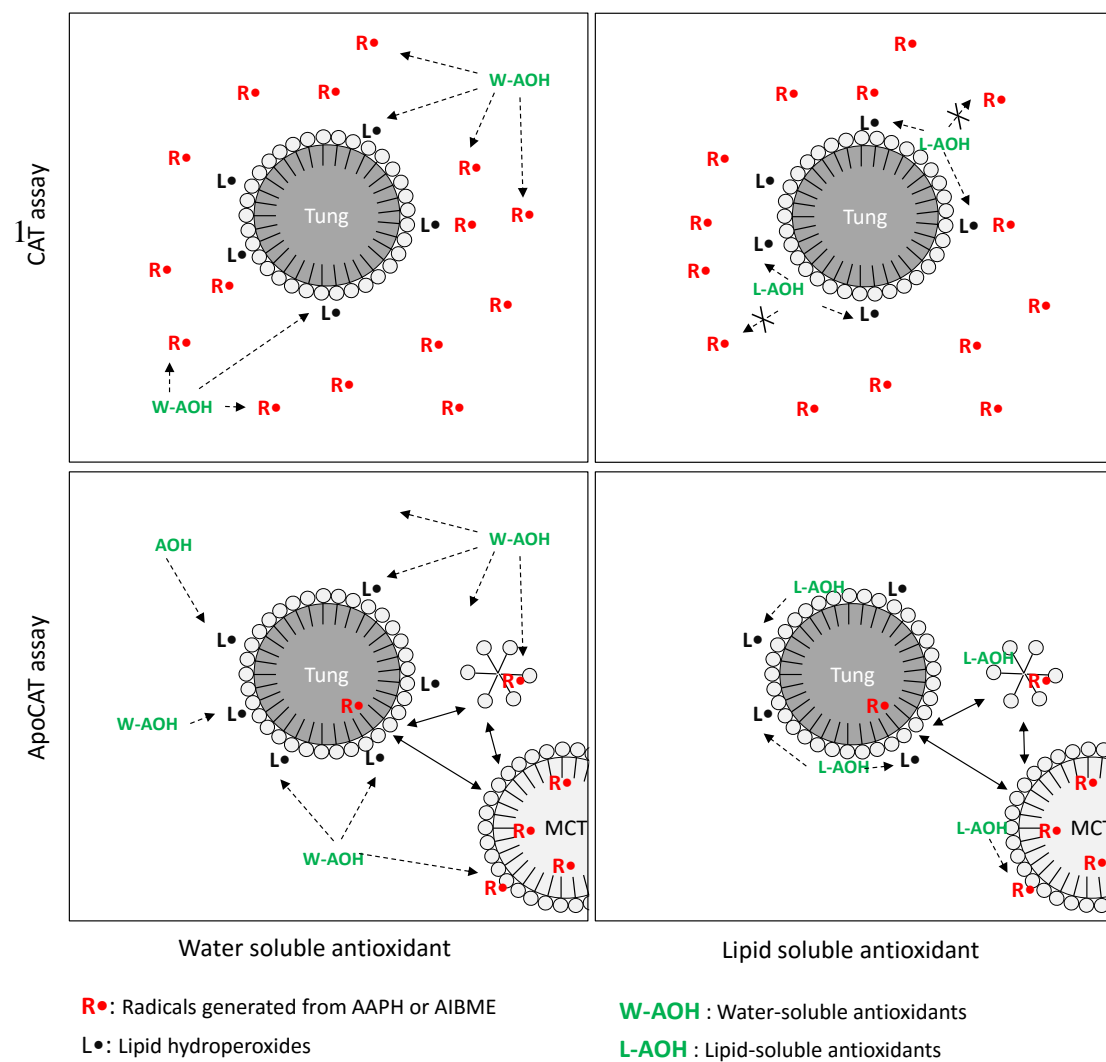 1
CAT assay
R•
W-AOH
R•
R•
L•
R•
R•
L•
R•
Tung
L•
R•
L•
R•
R•
R•
L•
R•
R•
R•
W-AOH
R•
R•
R•
R•
R•
R•
L•
L-AOH
R•
L•
Tung
R•
L•
R•
L•
R•
L-AOH
R•
L•
R•
R•
R•
R•
R•
ApoCAT assay
W-AOH
AOH
L•
L•
Tung
R•
L•
R•
L•
W-AOH
L•
L•
R•
R•
MCT
W-AOH
R•
R•
L-AOH
L•
L•
L-AOH
Tung
R•
R•
L•
L-AOH
L•
R•
L-AOH
R•
MCT
R•
R•
Water soluble antioxidant
Lipid soluble antioxidant
R•: Radicals generated from AAPH or AIBME
L•: Lipid hydroperoxides
W-AOH : Water-soluble antioxidants
L-AOH : Lipid-soluble antioxidants